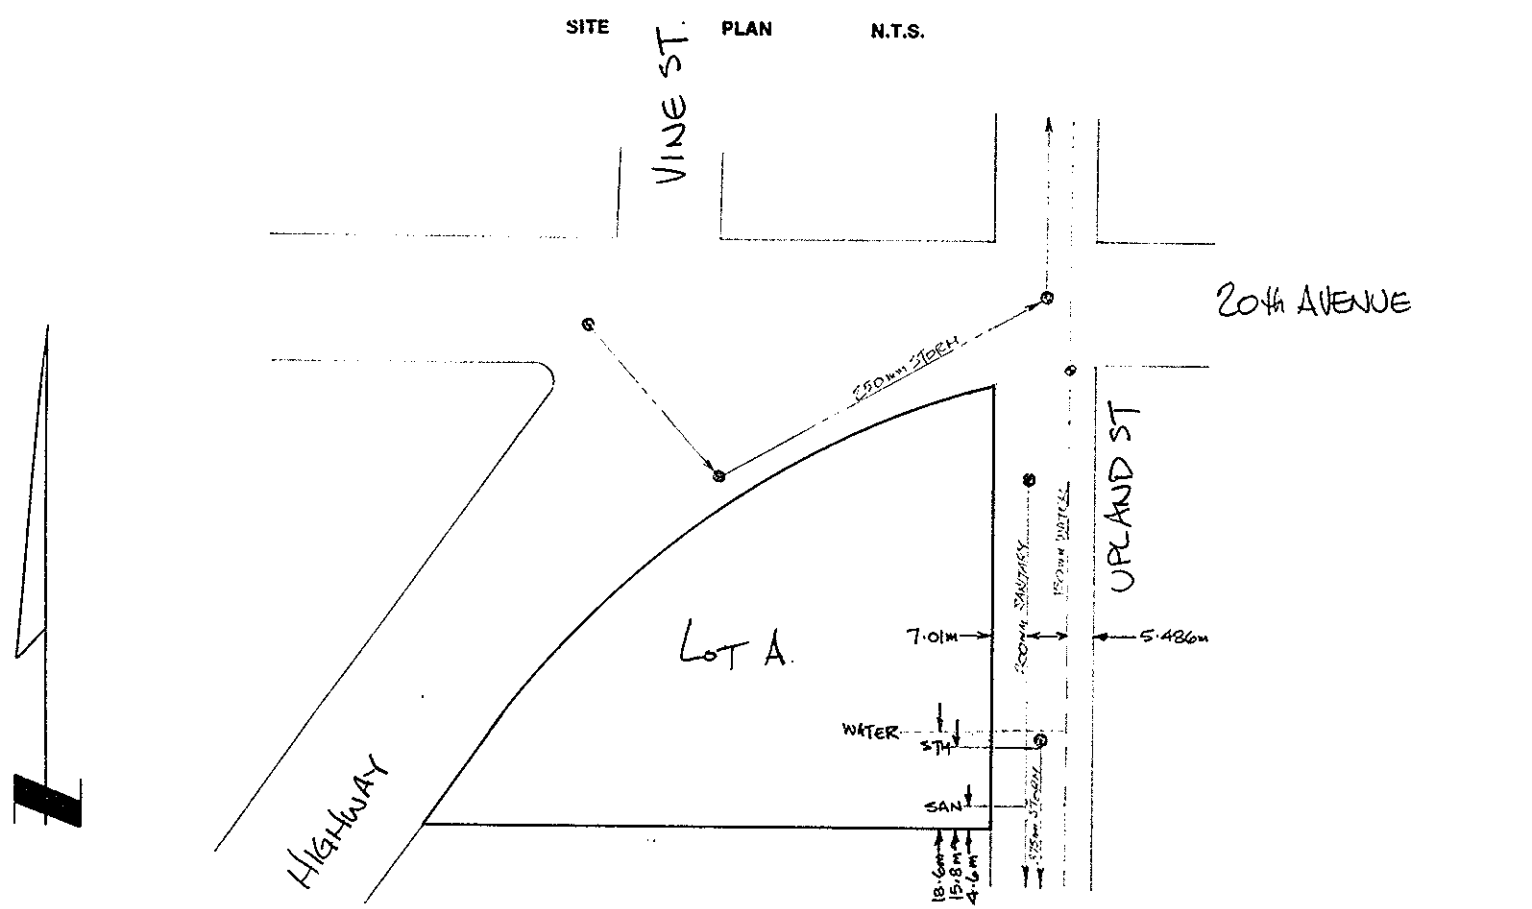 SITE PLAN N.T.S.
VINE ST.
20th AVENUE
250mm STORM
UPLAND ST
150mm WATER
200mm SANITARY
7.01m
5.486m
LOT A.
WATER
STM
SAN
375mm STORM
HIGHWAY
18.6m
15.8m
4.6m